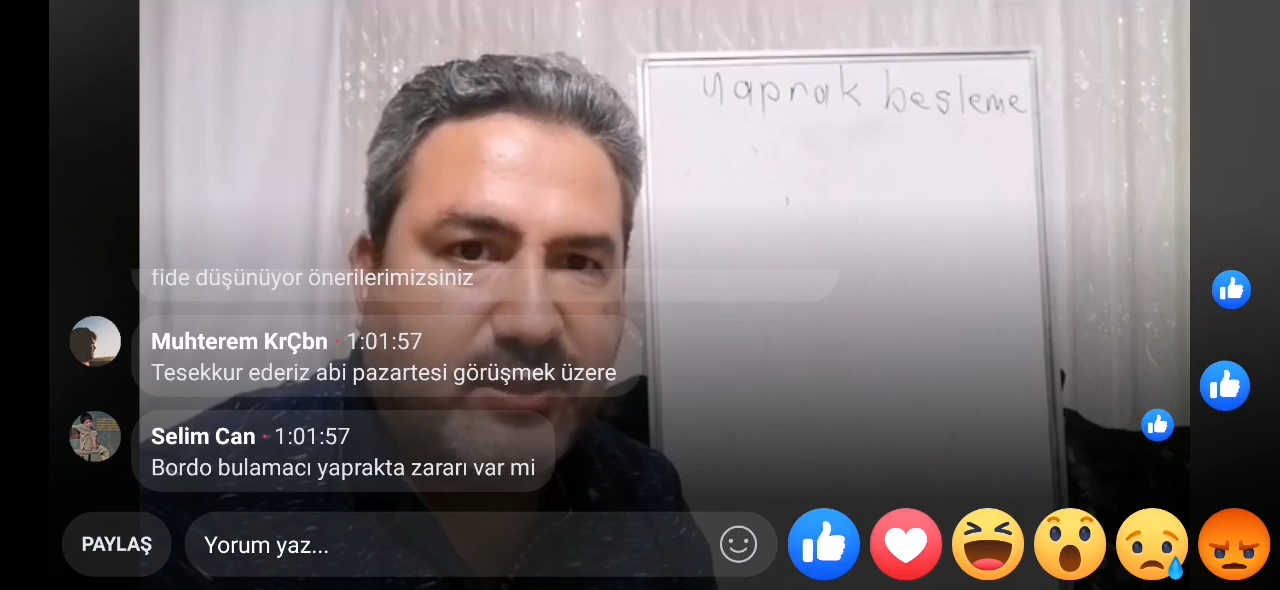 yaprak besleme
fide düşünüyor önerilerimizsiniz
Muhterem KrÇbn · 1:01:57
Tesekkur ederiz abi pazartesi görüşmek üzere
Selim Can · 1:01:57
Bordo bulamacı yaprakta zararı var mi
PAYLAŞ
Yorum yaz...